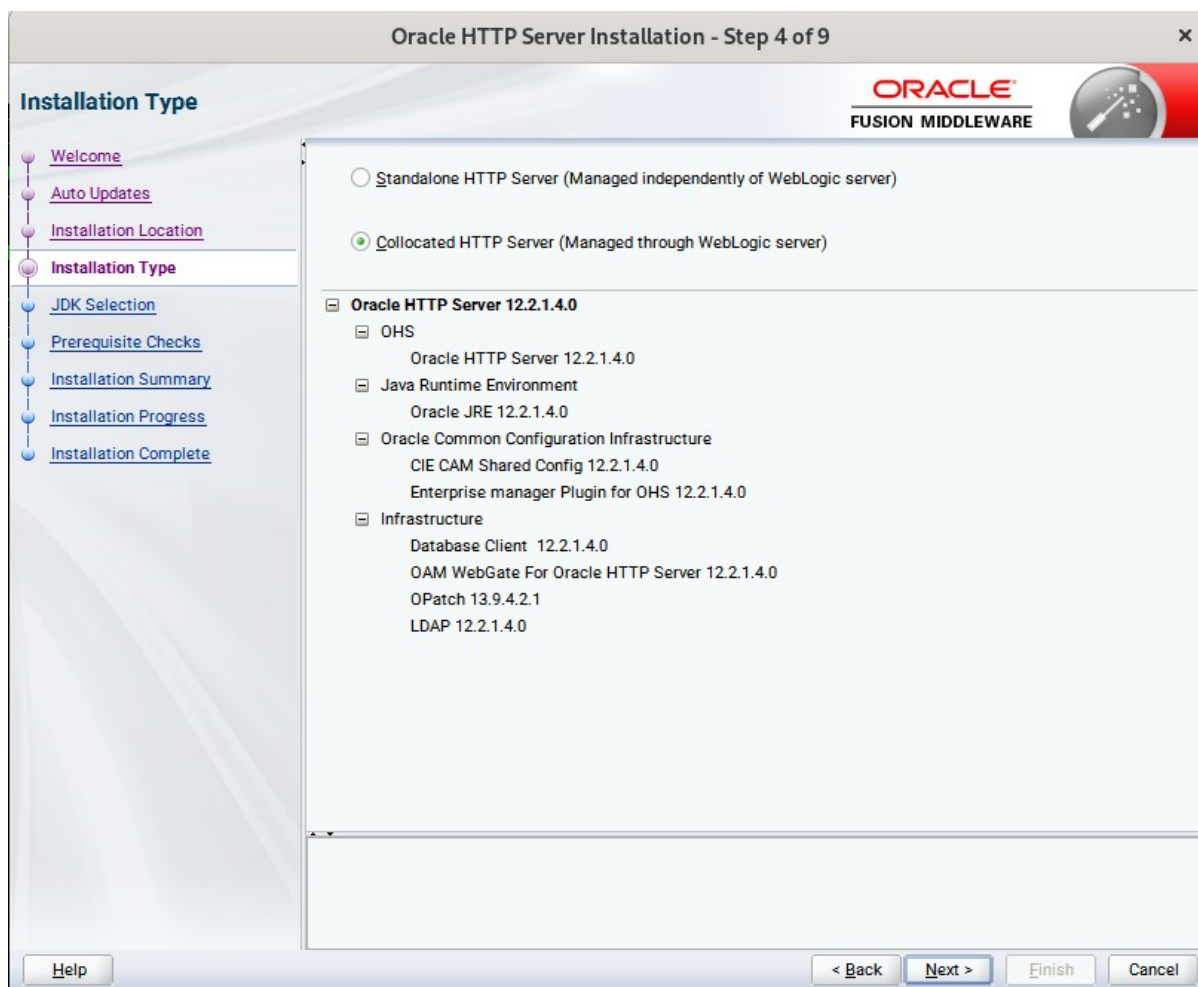 Oracle HTTP Server Installation - Step 4 of 9
Installation Type
ORACLE
FUSION MIDDLEWARE
Welcome
Auto Updates
Installation Location
Installation Type
JDK Selection
Prerequisite Checks
Installation Summary
Installation Progress
Installation Complete
Standalone HTTP Server (Managed independently of WebLogic server)
Collocated HTTP Server (Managed through WebLogic server)
Oracle HTTP Server 12.2.1.4.0
OHS
Oracle HTTP Server 12.2.1.4.0
Java Runtime Environment
Oracle JRE 12.2.1.4.0
Oracle Common Configuration Infrastructure
CIE CAM Shared Config 12.2.1.4.0
Enterprise manager Plugin for OHS 12.2.1.4.0
Infrastructure
Database Client  12.2.1.4.0
OAM WebGate For Oracle HTTP Server 12.2.1.4.0
OPatch 13.9.4.2.1
LDAP 12.2.1.4.0
Help
< Back
Next >
Finish
Cancel